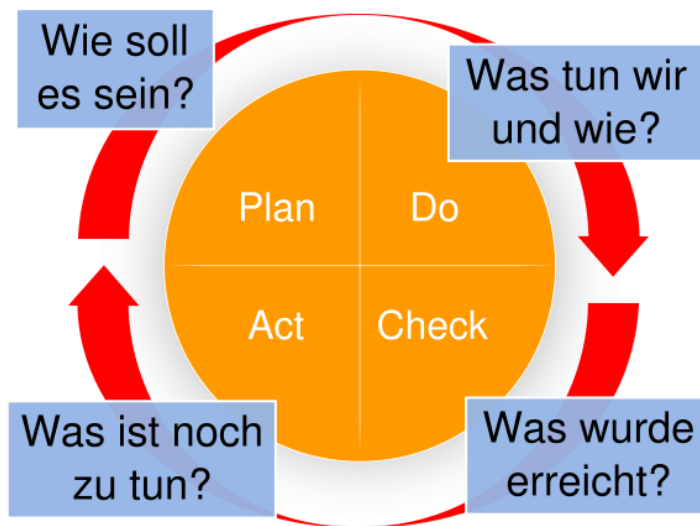 Wie soll
es sein?
Was tun wir
und wie?
Plan
Do
Act
Check
Was ist noch
zu tun?
Was wurde
erreicht?